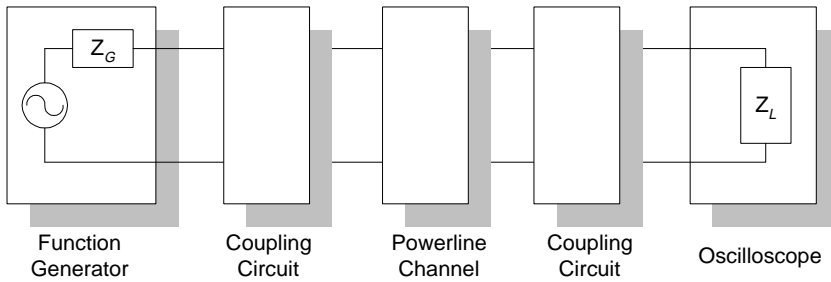 Z_G
Z_L
Function
Generator
Coupling
Circuit
Powerline
Channel
Coupling
Circuit
Oscilloscope